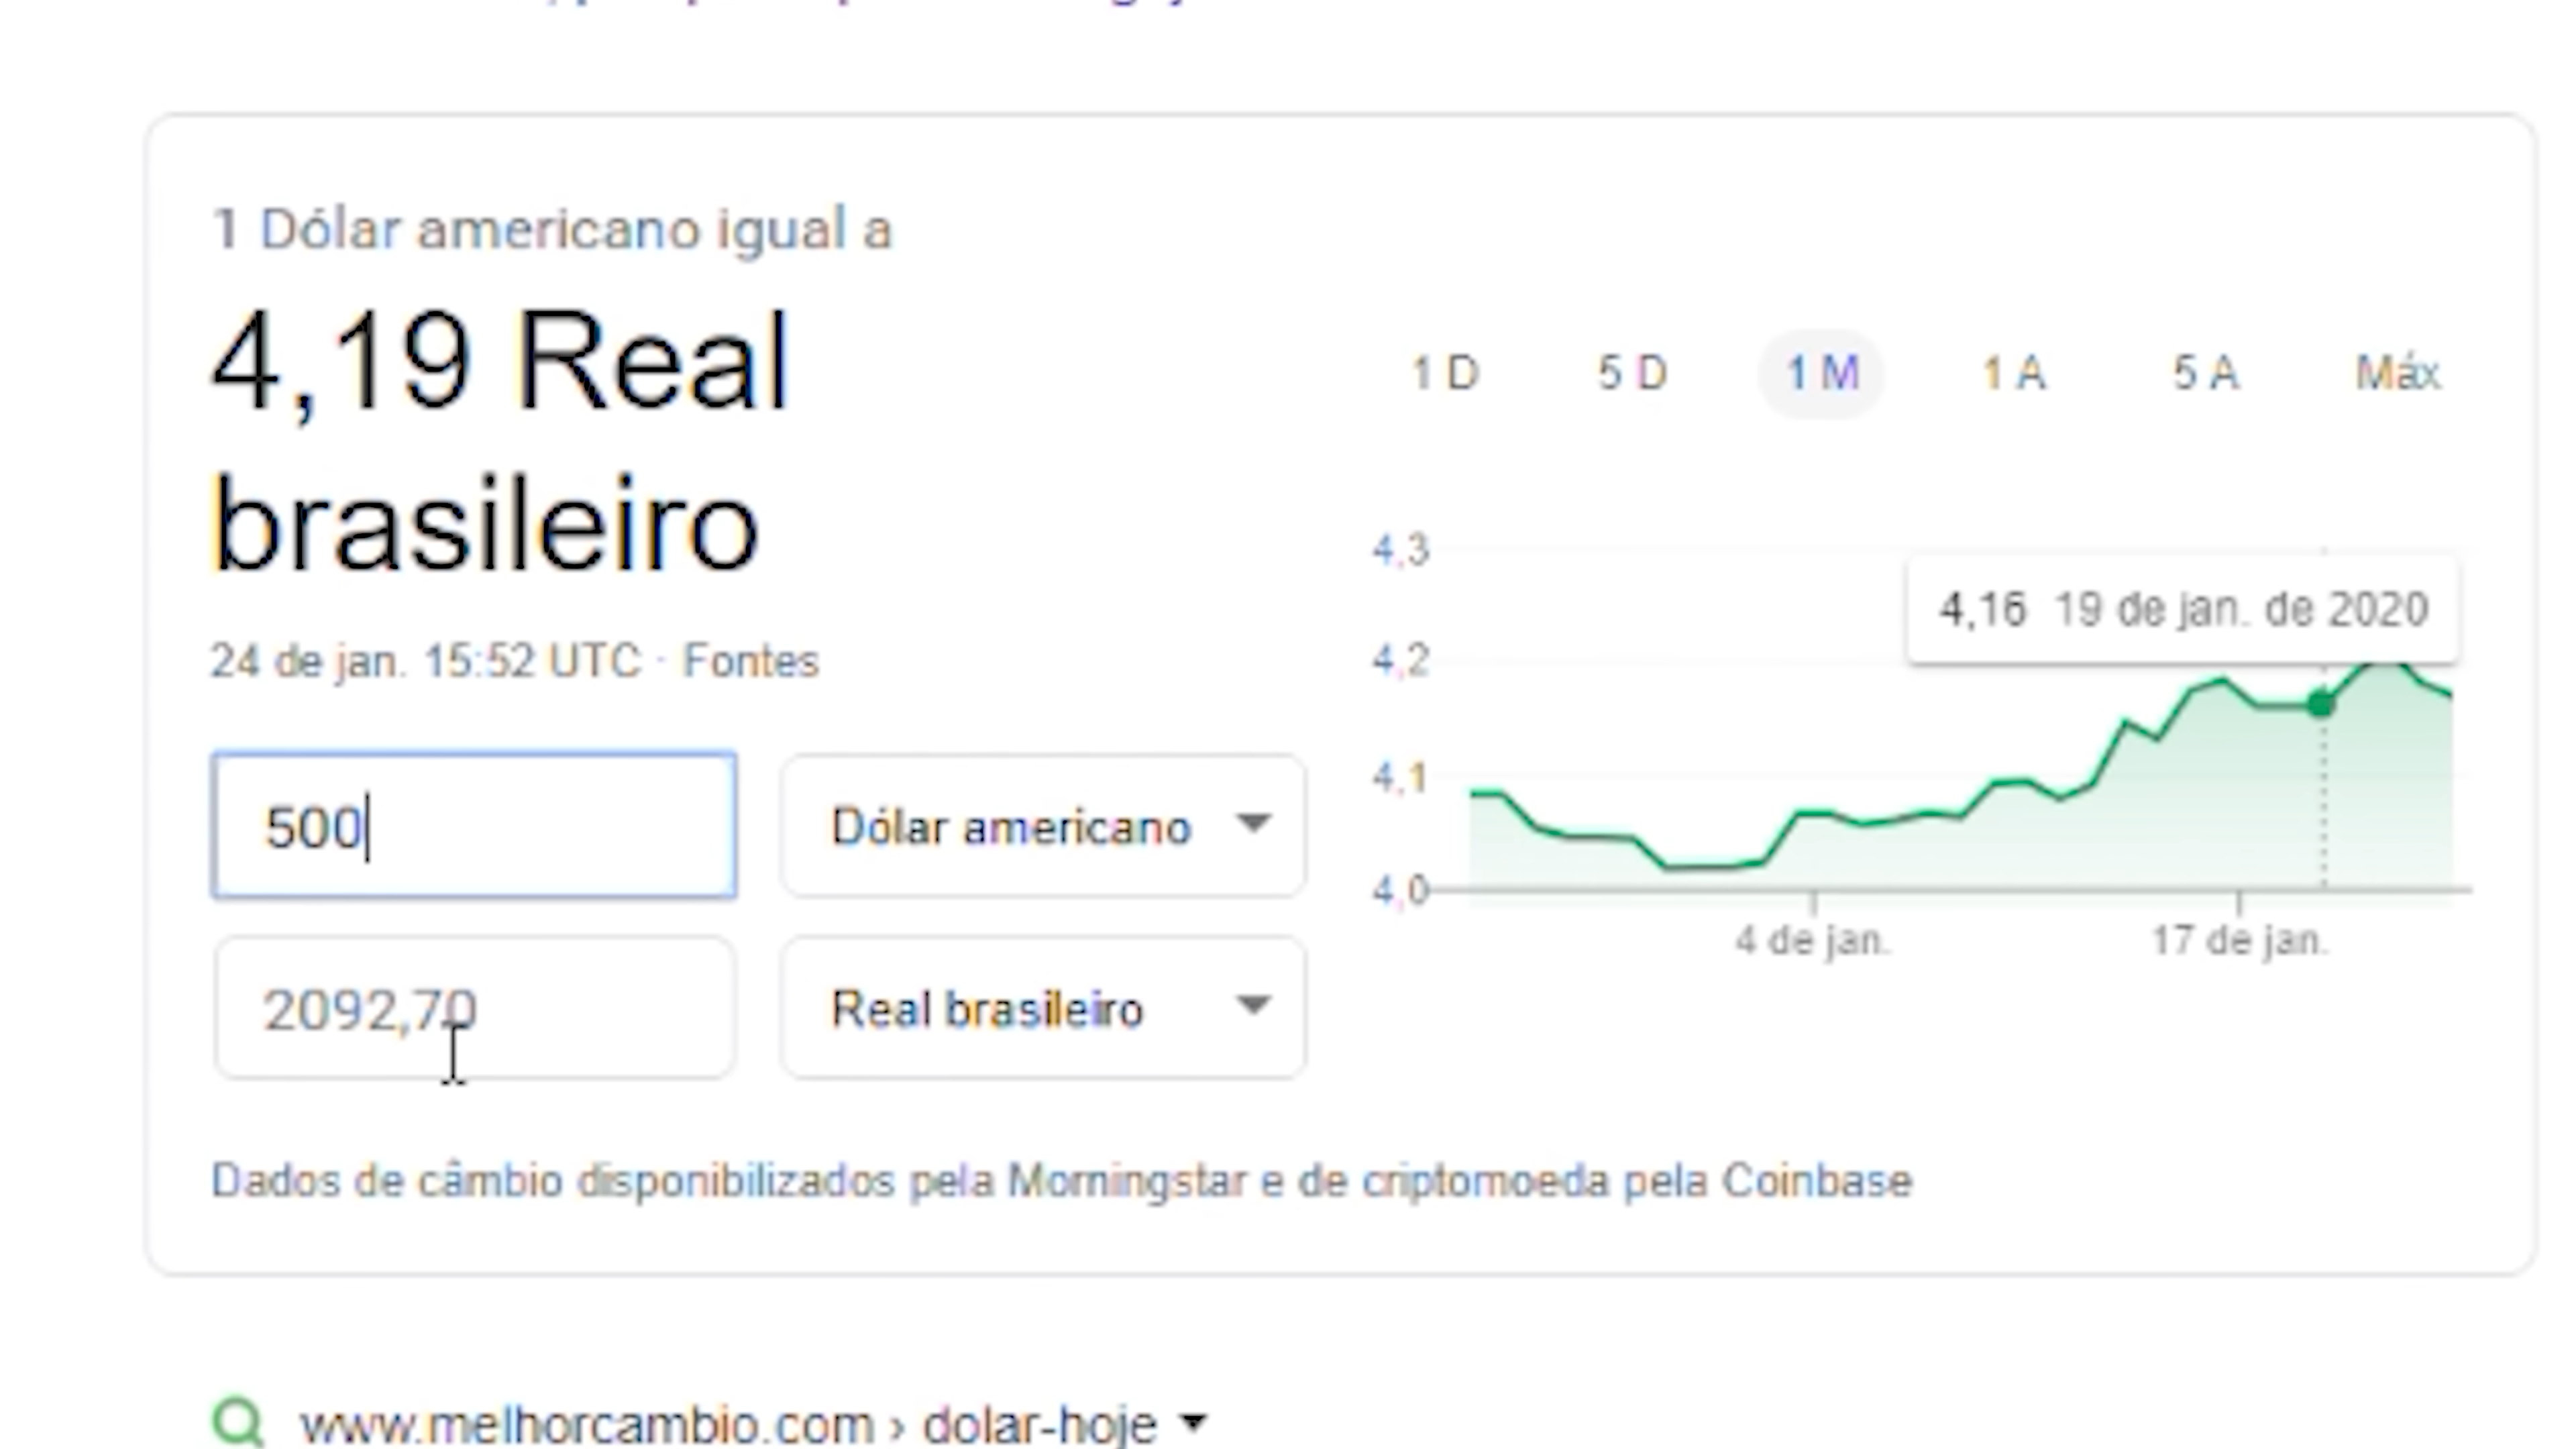 1 Dólar americano igual a
4,19 Real
brasileiro
24 de jan. 15:52 UTC · Fontes
500
Dólar americano
2092,70
Real brasileiro
1 D 5 D 1 M 1 A 5 A Máx
4,3
4,16 19 de jan. de 2020
4,2
4,1
4,0
4 de jan. 17 de jan.
Dados de câmbio disponibilizados pela Morningstar e de criptomoeda pela Coinbase
www.melhorcambio.com › dolar-hoje